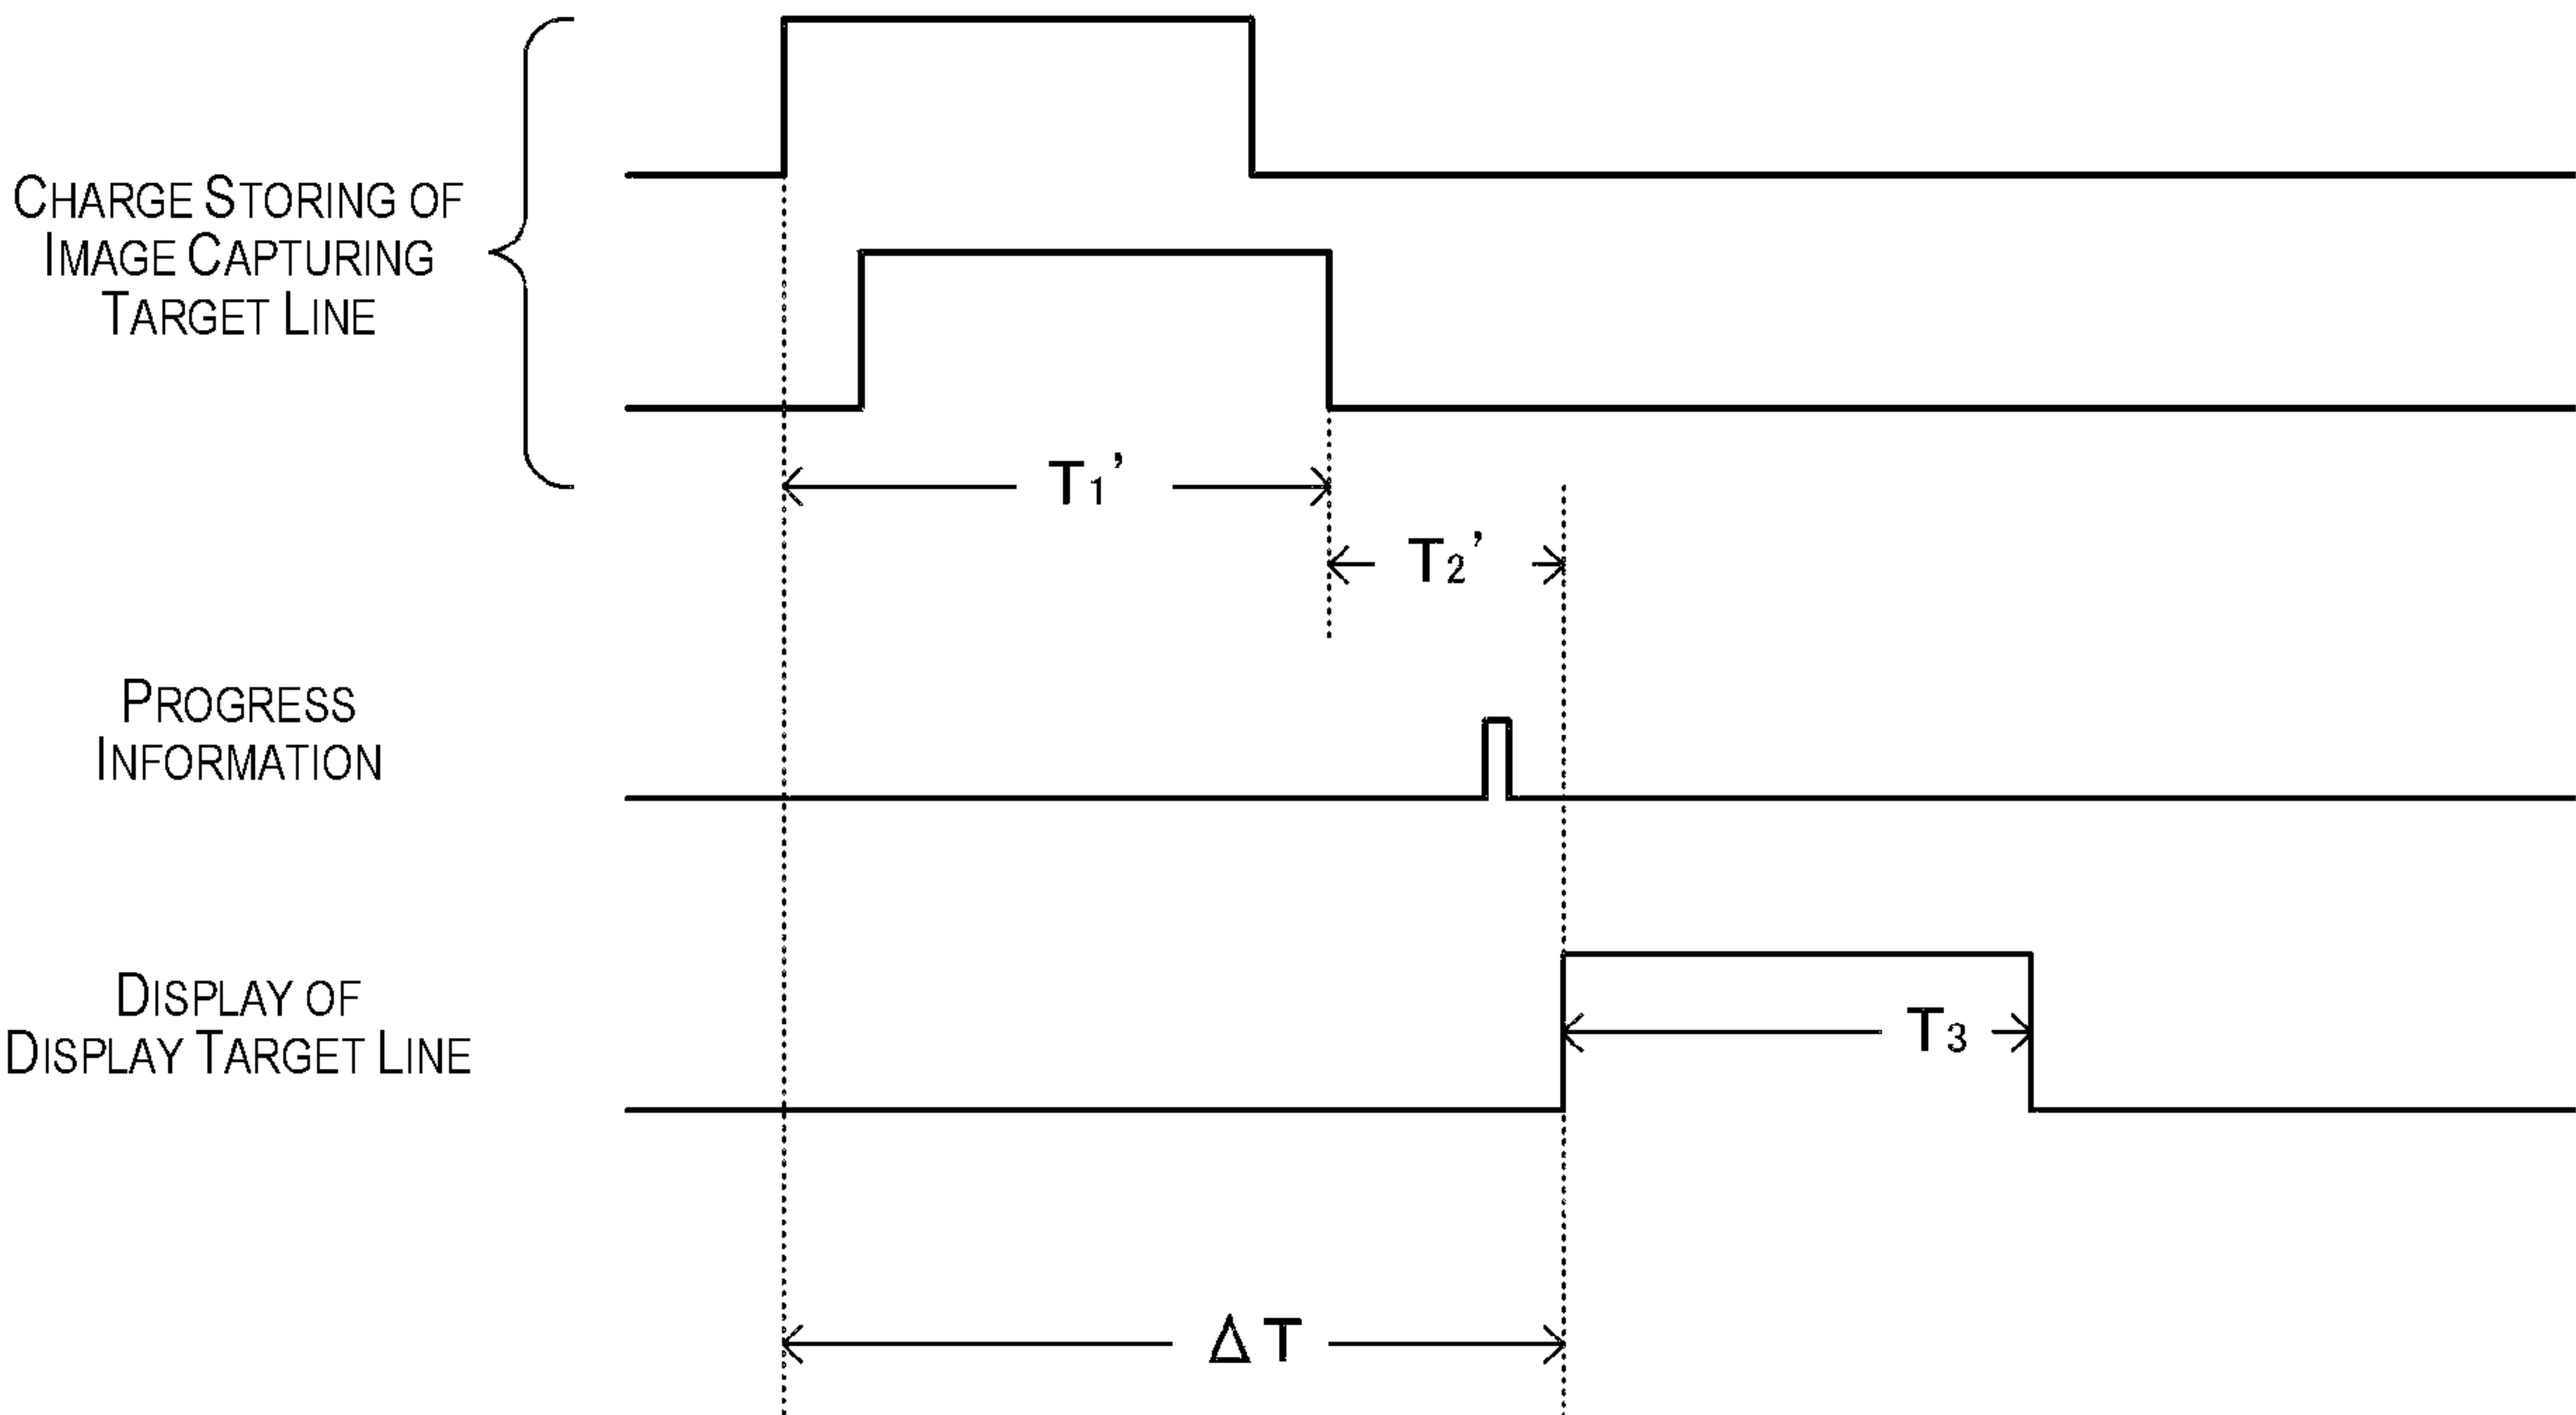 CHARGE STORING OF
IMAGE CAPTURING
TARGET LINE
T₁’
T₂’
PROGRESS
INFORMATION
DISPLAY OF
DISPLAY TARGET LINE
T₃
ΔT